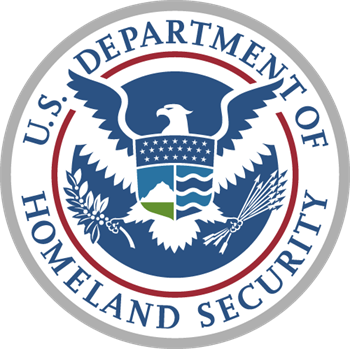 U.S. DEPARTMENT OF
HOMELAND SECURITY